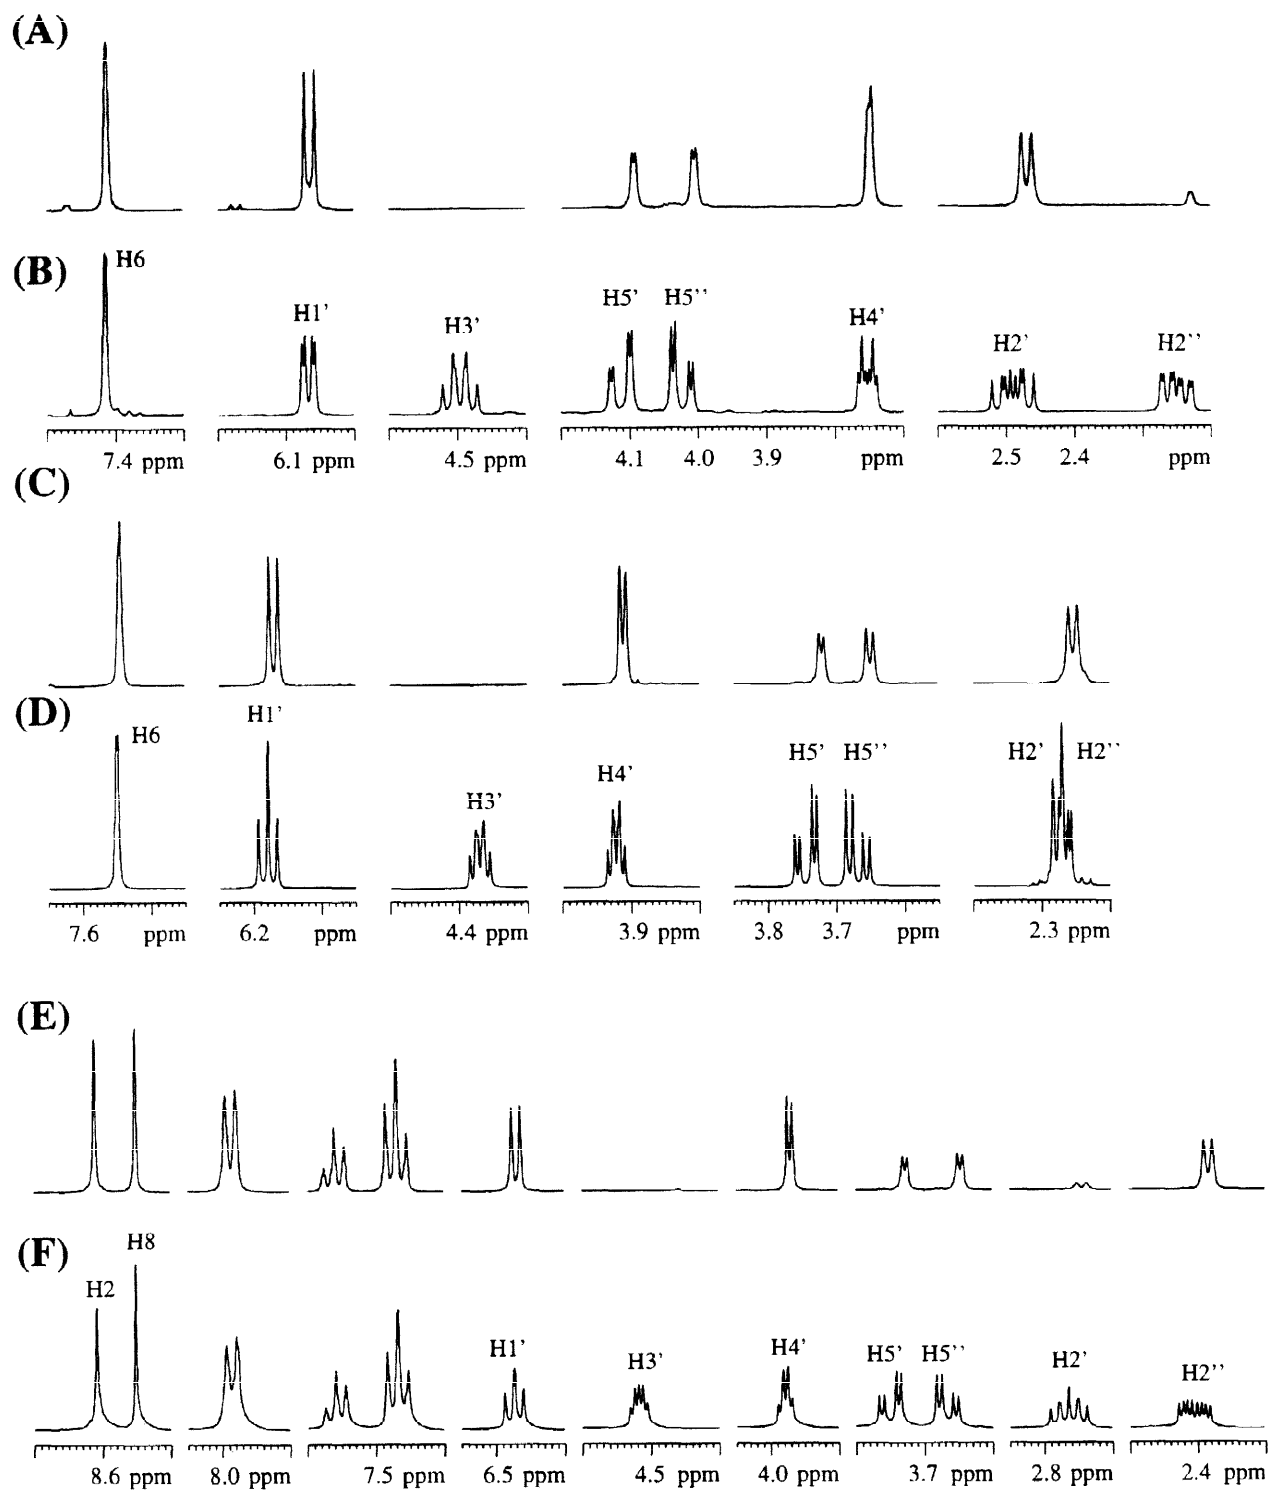 (A)
(B)
H6
H1’
H3’
H5’ H5’’
H4’
H2’ H2’’
7.4 ppm 6.1 ppm 4.5 ppm 4.1 4.0 3.9 ppm 2.5 2.4 ppm
(C)
(D)
H6
H1’
H3’
H4’
H5’ H5’’
H2’ H2’’
7.6 ppm 6.2 ppm 4.4 ppm 3.9 ppm 3.8 3.7 ppm 2.3 ppm
(E)
(F)
H2
H8
H1’
H3’
H4’
H5’ H5’’
H2’
H2’’
8.6 ppm 8.0 ppm 7.5 ppm 6.5 ppm 4.5 ppm 4.0 ppm 3.7 ppm 2.8 ppm 2.4 ppm